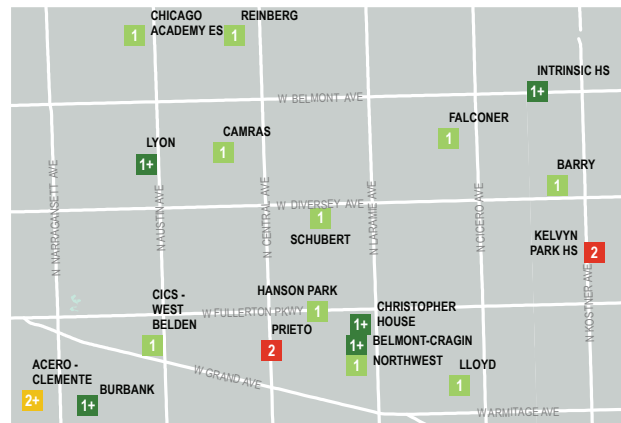 CHICAGO
ACADEMY ES
1
REINBERG
1
INTRINSIC HS
1+
W BELMONT AVE
FALCONER
1
CAMRAS
1
LYON
1+
BARRY
1
N NARRAGANSETT AVE
N AUSTIN AVE
N CENTRAL AVE
N LARAMIE AVE
N CICERO AVE
N KOSTNER AVE
W DIVERSEY AVE
1
SCHUBERT
KELVYN
PARK HS
2
HANSON PARK
1
W FULLERTON PKWY
CICS -
WEST
BELDEN
1
PRIETO
2
CHRISTOPHER
HOUSE
1+
BELMONT-CRAGIN
1+
NORTHWEST
1
LLOYD
1
W GRAND AVE
ACERO -
CLEMENTE
2+
BURBANK
1+
W ARMITAGE AVE